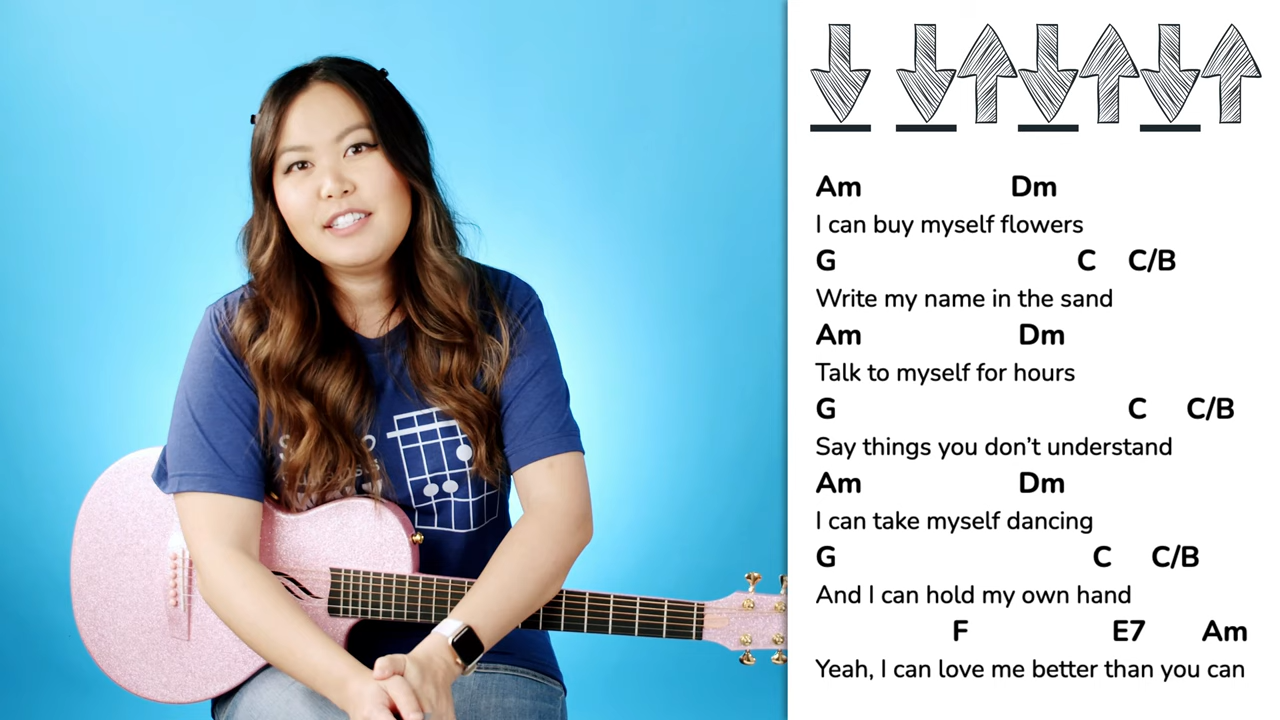 Am Dm
I can buy myself flowers
G C C/B
Write my name in the sand
Am Dm
Talk to myself for hours
G C C/B
Say things you don’t understand
Am Dm
I can take myself dancing
G C C/B
And I can hold my own hand
F E7 Am
Yeah, I can love me better than you can